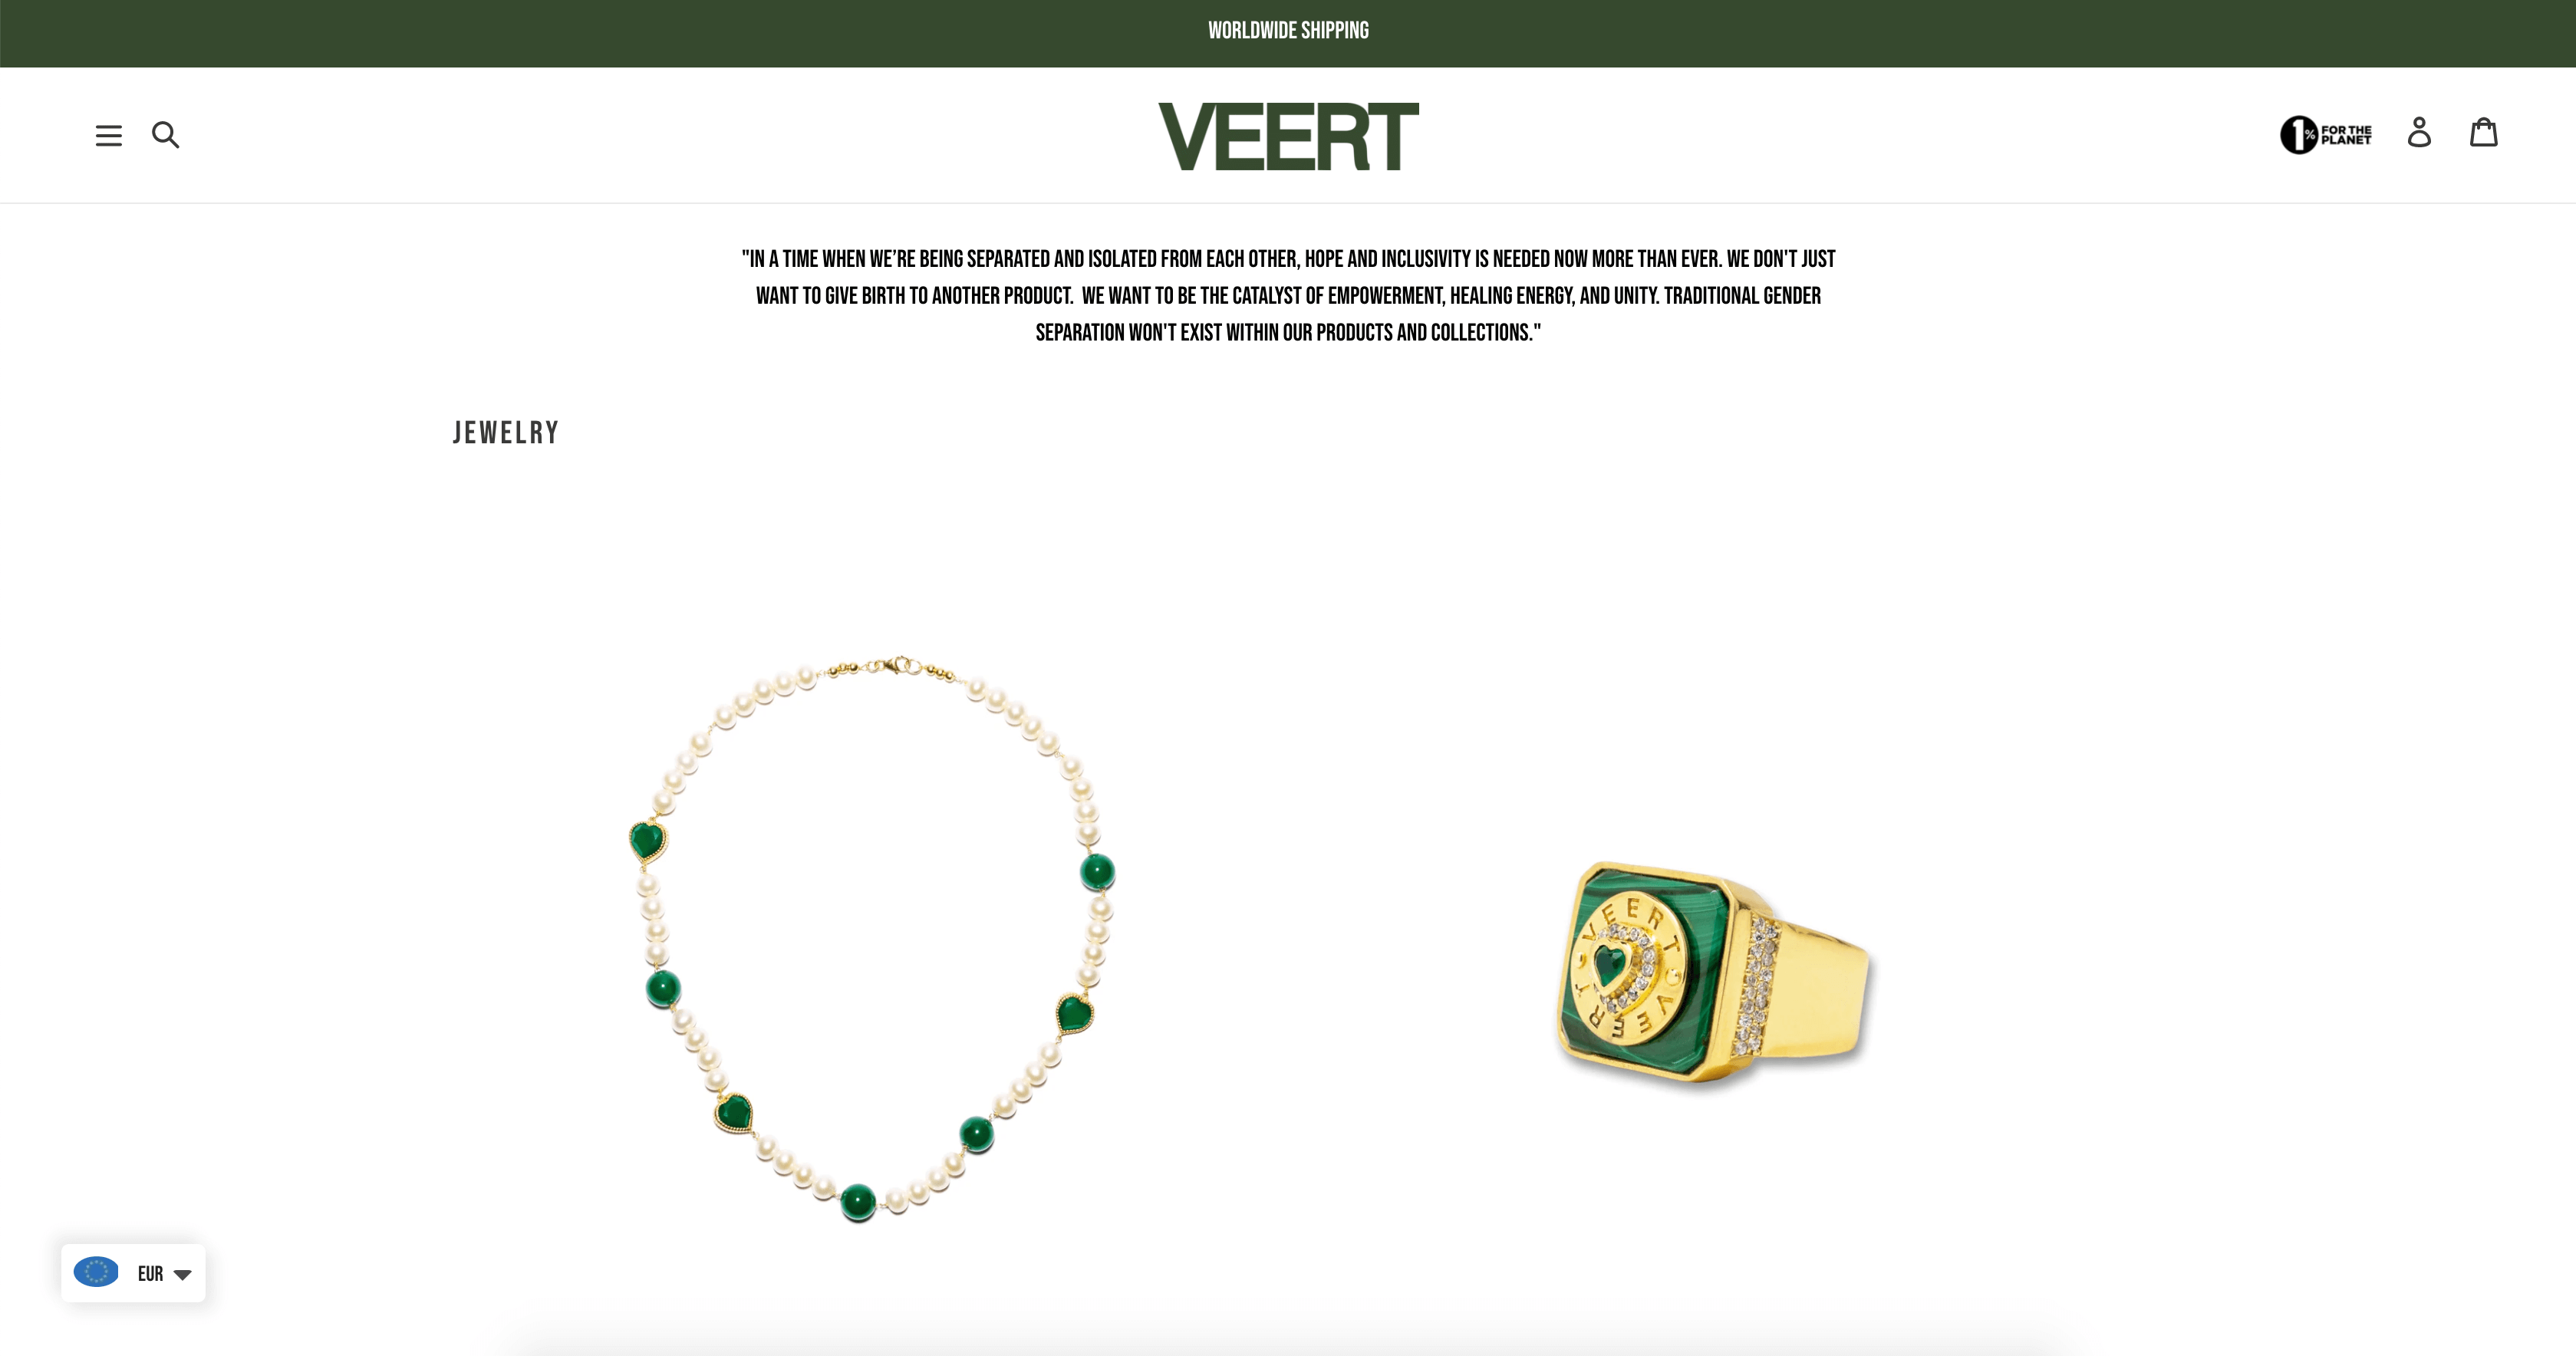 WORLDWIDE SHIPPING
VEERT
1% FOR THE
PLANET
"IN A TIME WHEN WE’RE BEING SEPARATED AND ISOLATED FROM EACH OTHER, HOPE AND INCLUSIVITY IS NEEDED NOW MORE THAN EVER. WE DON'T JUST
WANT TO GIVE BIRTH TO ANOTHER PRODUCT.  WE WANT TO BE THE CATALYST OF EMPOWERMENT, HEALING ENERGY, AND UNITY. TRADITIONAL GENDER
SEPARATION WON'T EXIST WITHIN OUR PRODUCTS AND COLLECTIONS."
JEWELRY
VEERT
VEERT
EUR